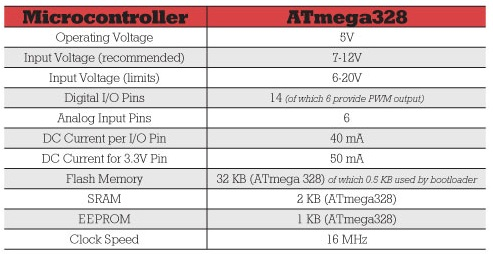 Microcontroller ATmega328
Operating Voltage 5V
Input Voltage (recommended) 7-12V
Input Voltage (limits) 6-20V
Digital I/O Pins 14 (of which 6 provide PWM output)
Analog Input Pins 6
DC Current per I/O Pin 40 mA
DC Current for 3.3V Pin 50 mA
Flash Memory 32 KB (ATmega 328) of which 0.5 KB used by bootloader
SRAM 2 KB (ATmega328)
EEPROM 1 KB (ATmega328)
Clock Speed 16 MHz